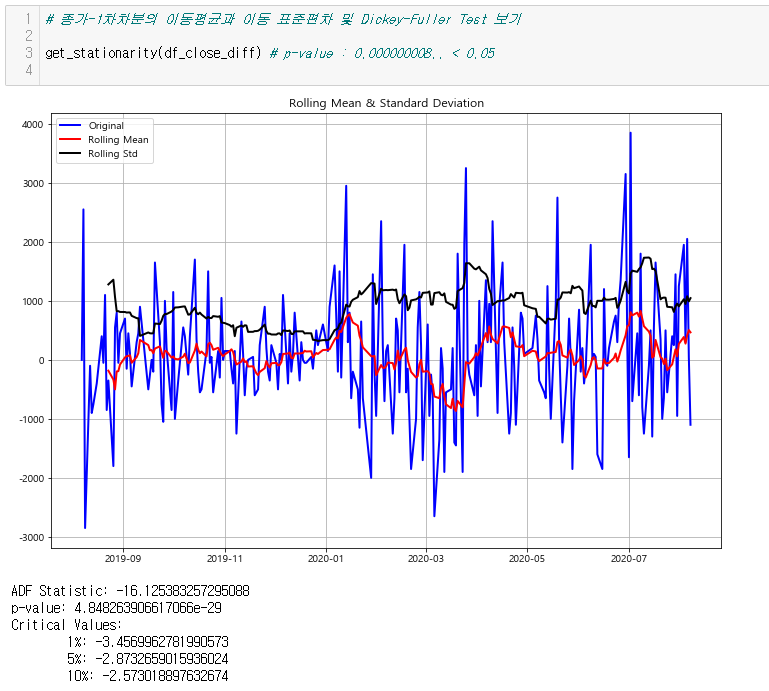 1 # 종가-1차차분의 이동평균과 이동 표준편차 및 Dickey-Fuller Test 보기
2
3 get_stationarity(df_close_diff) # p-value : 0.000000008.. < 0.05
4
Rolling Mean & Standard Deviation
Original
Rolling Mean
Rolling Std
4000
3000
2000
1000
0
-1000
-2000
-3000
2019-09 2019-11 2020-01 2020-03 2020-05 2020-07
ADF Statistic: -16.125383257295088
p-value: 4.848263906617066e-29
Critical Values:
1%: -3.4569962781990573
5%: -2.8732659015936024
10%: -2.573018897632674